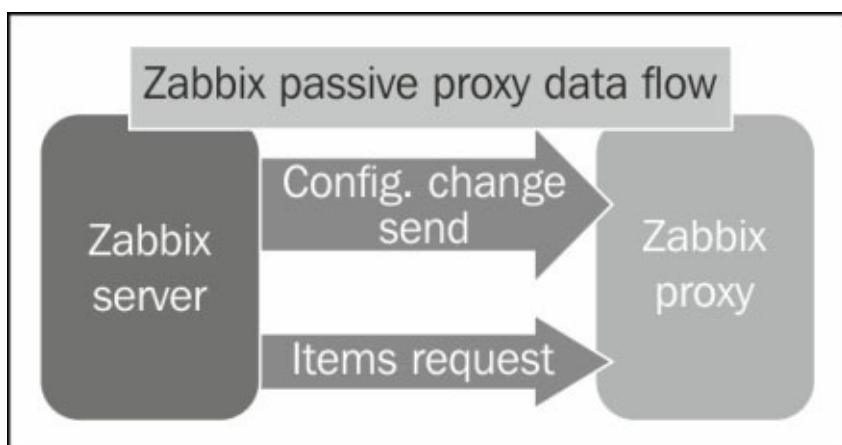 Zabbix passive proxy data flow
Config. change
send
Zabbix
server
Zabbix
proxy
Items request